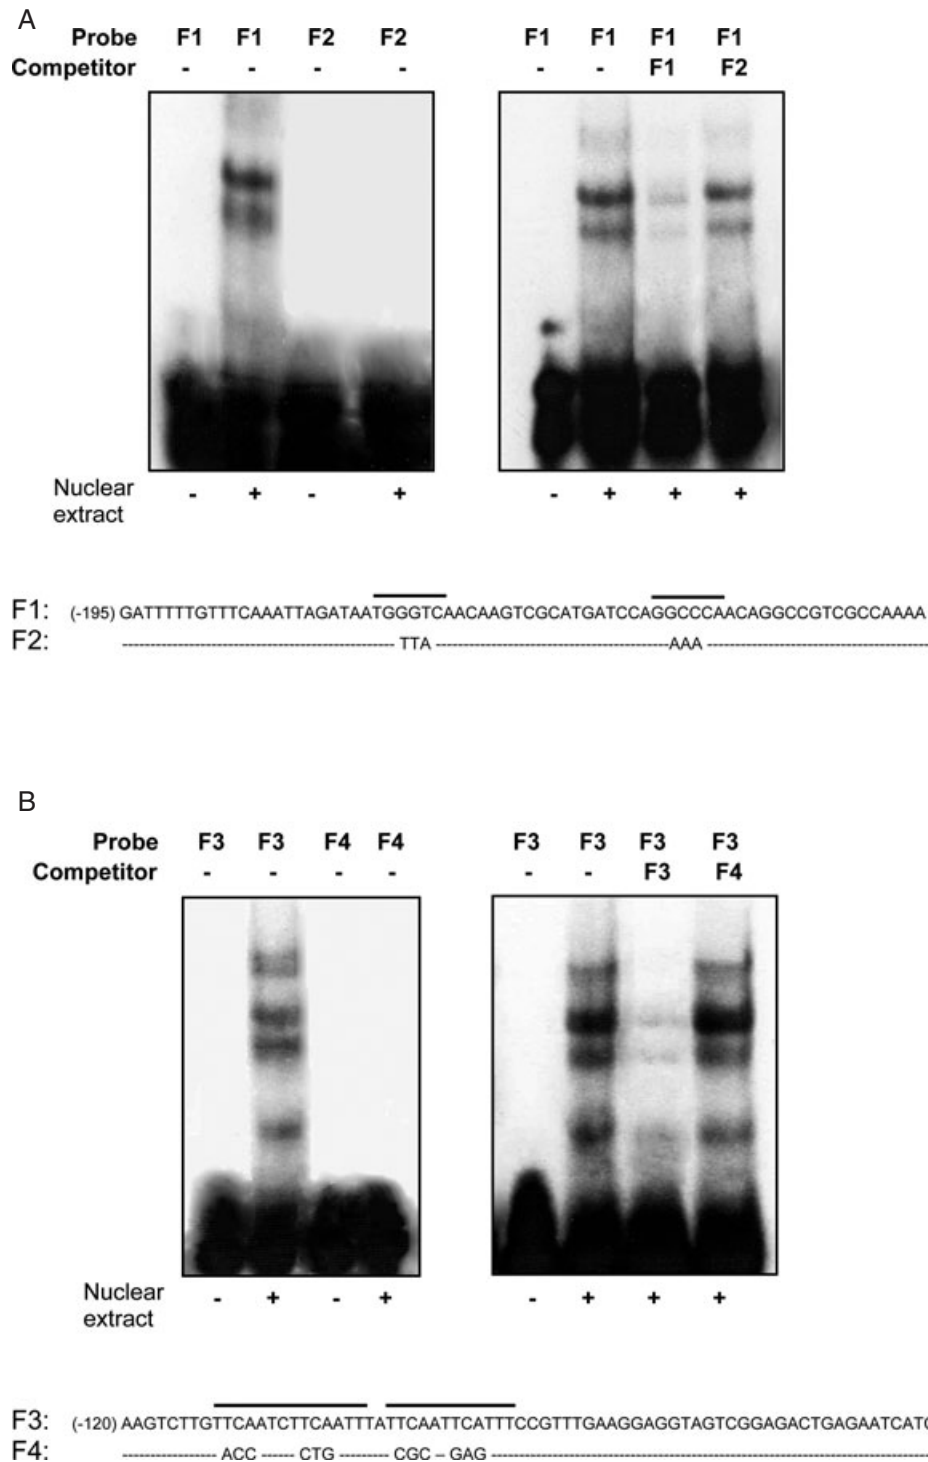 A
Probe F1 F1 F2 F2 F1 F1 F1 F1
Competitor - - - - - - F1 F2
Nuclear extract - + - + - + + +
F1: (-195) GATTTTTGTTTCAAATTAGATAATGGGTCAACAAGTCGCATGATCCAGGCCCAACAGGCCGTCGCCAAAA
F2: ---------- TTA ----------AAA ----------
B
Probe F3 F3 F4 F4 F3 F3 F3 F3
Competitor - - - - - - F3 F4
Nuclear extract - + - + - + + +
F3: (-120) AAGTCTTGTTCAATCTTCAATTTATTCAATTCATTTCCGTTTGAAGGAGGTAGTCGGAGACTGAGAATCATC
F4: ---------- ACC ------ CTG --------- CGC -- GAG ----------